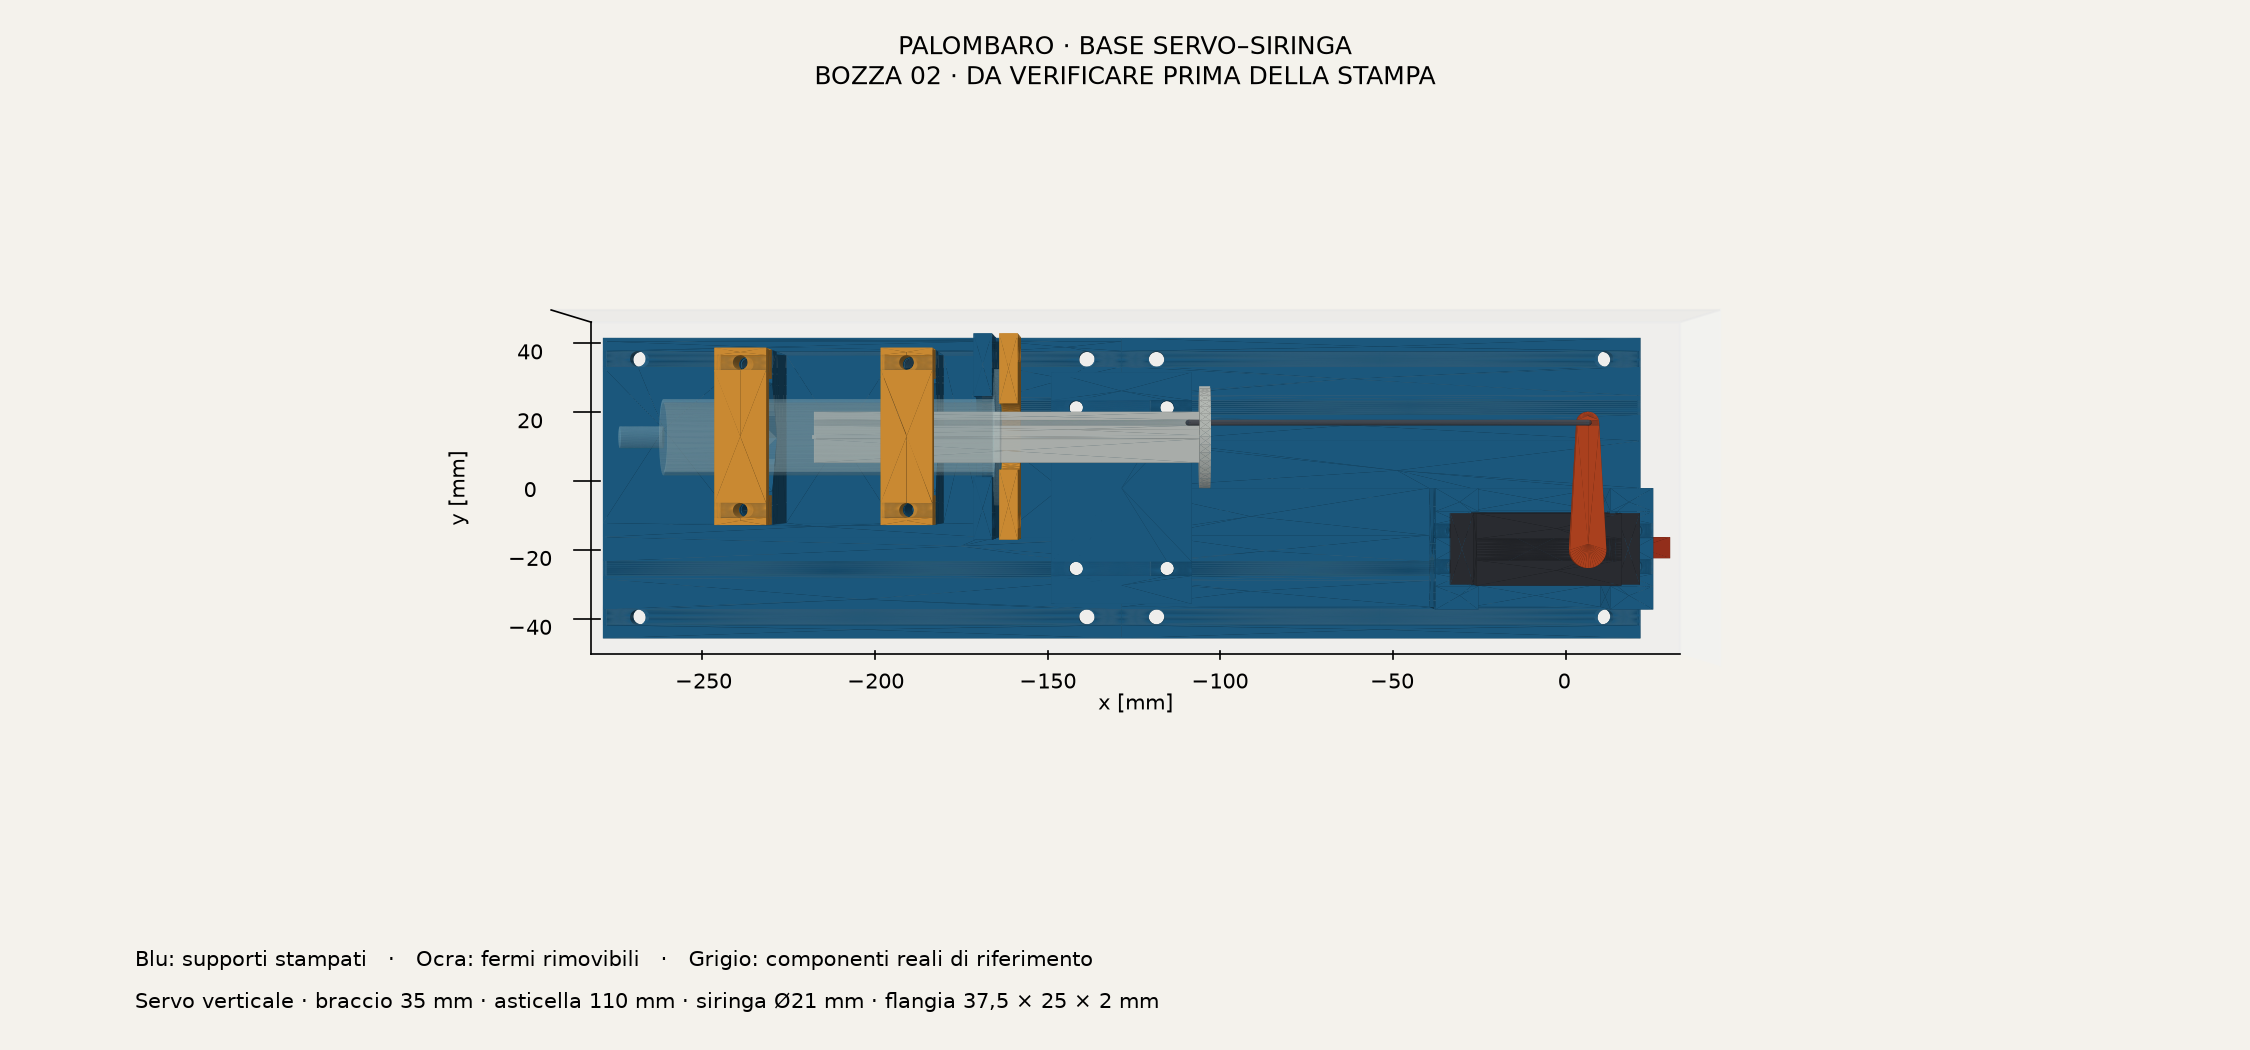 PALOMBARO · BASE SERVO–SIRINGA
BOZZA 02 · DA VERIFICARE PRIMA DELLA STAMPA
40
20
0
−20
−40
y [mm]
−250
−200
−150
−100
−50
0
x [mm]
Blu: supporti stampati · Ocra: fermi rimovibili · Grigio: componenti reali di riferimento
Servo verticale · braccio 35 mm · asticella 110 mm · siringa Ø21 mm · flangia 37,5 × 25 × 2 mm